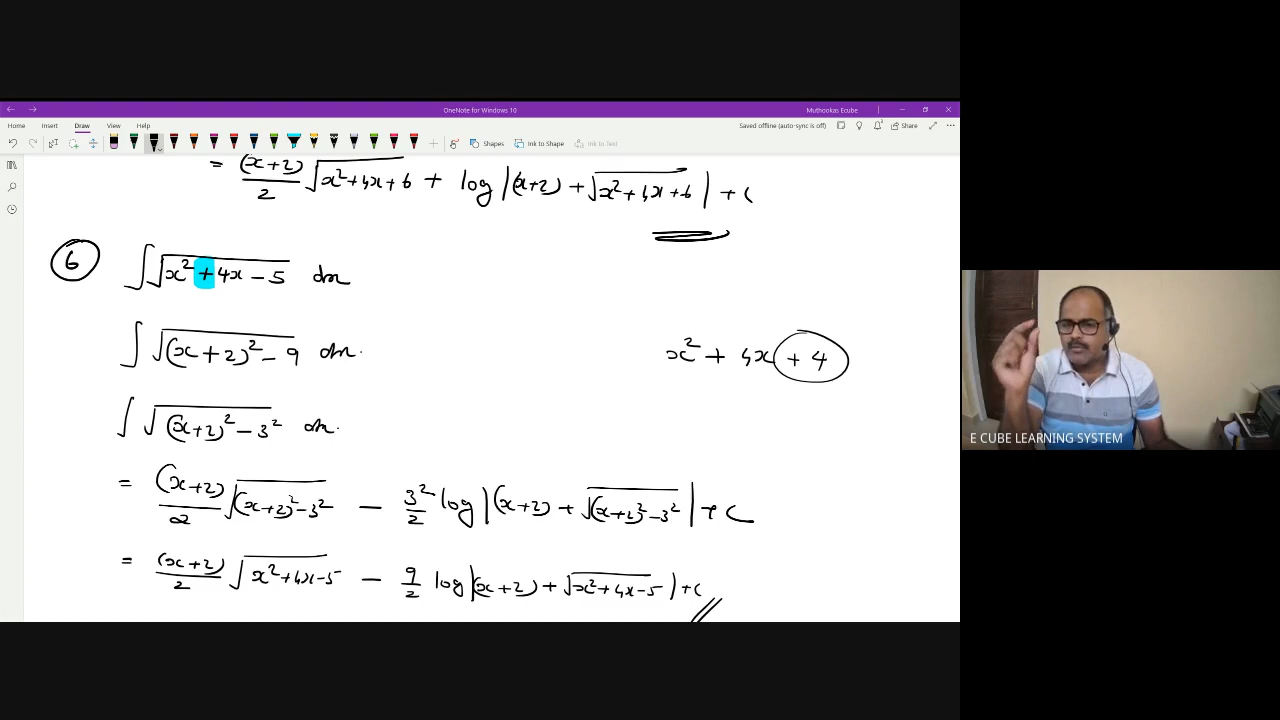 OneNote for Windows 10
Muthookas Ecube
Home Insert Draw View Help
Saved offline (auto-sync is off) Share
Shapes Ink to Shape Ink to Text
= (x+2)/2 √(x²+4x+6) + log |(x+2) + √(x²+4x+6)| + C
6 ∫√(x² + 4x − 5) dx
∫ √((x+2)² − 9) dx.
x² + 4x + 4
∫ √((x+2)² − 3²) dx.
= (x+2)/2 √((x+2)² − 3²) − 3²/2 log |(x+2) + √((x+2)² − 3²)| + C
= (x+2)/2 √(x²+4x−5) − 9/2 log |(x+2) + √(x²+4x−5)| + C
E CUBE LEARNING SYSTEM